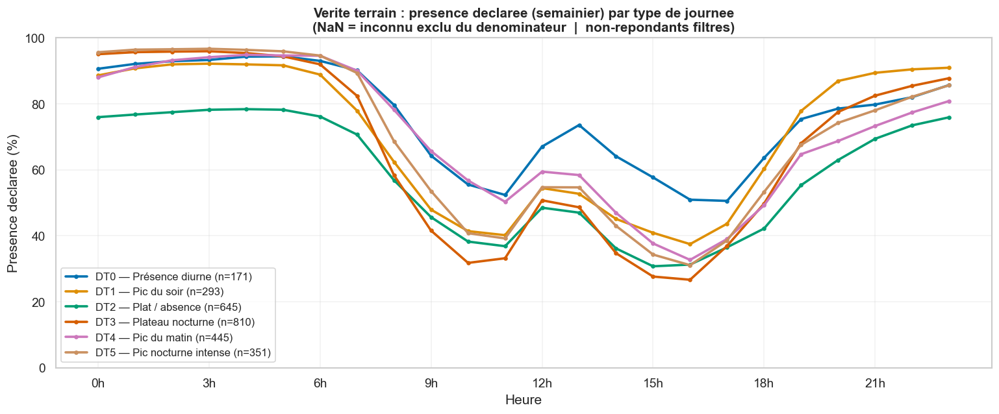 Verite terrain : presence declaree (semainier) par type de journee
(NaN = inconnu exclu du denominateur  |  non-repondants filtres)
100
80
60
40
20
0
Presence declaree (%)
DT0 — Présence diurne (n=171)
DT1 — Pic du soir (n=293)
DT2 — Plat / absence (n=645)
DT3 — Plateau nocturne (n=810)
DT4 — Pic du matin (n=445)
DT5 — Pic nocturne intense (n=351)
0h 3h 6h 9h 12h 15h 18h 21h
Heure